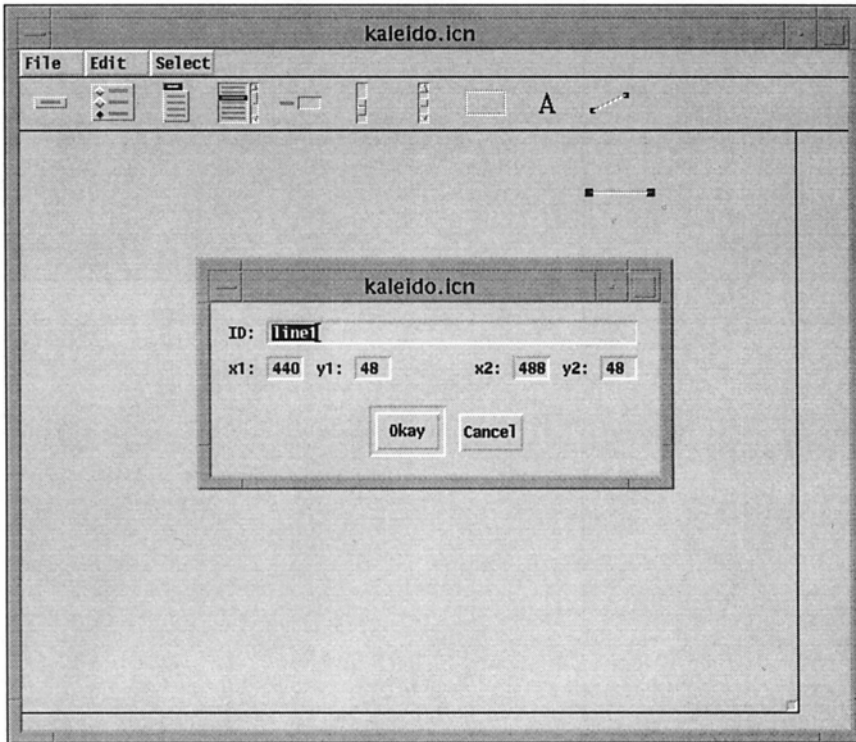 kaleido.icn
File Edit Select
A
kaleido.icn
ID: line1
x1: 440 y1: 48 x2: 488 y2: 48
Okay Cancel